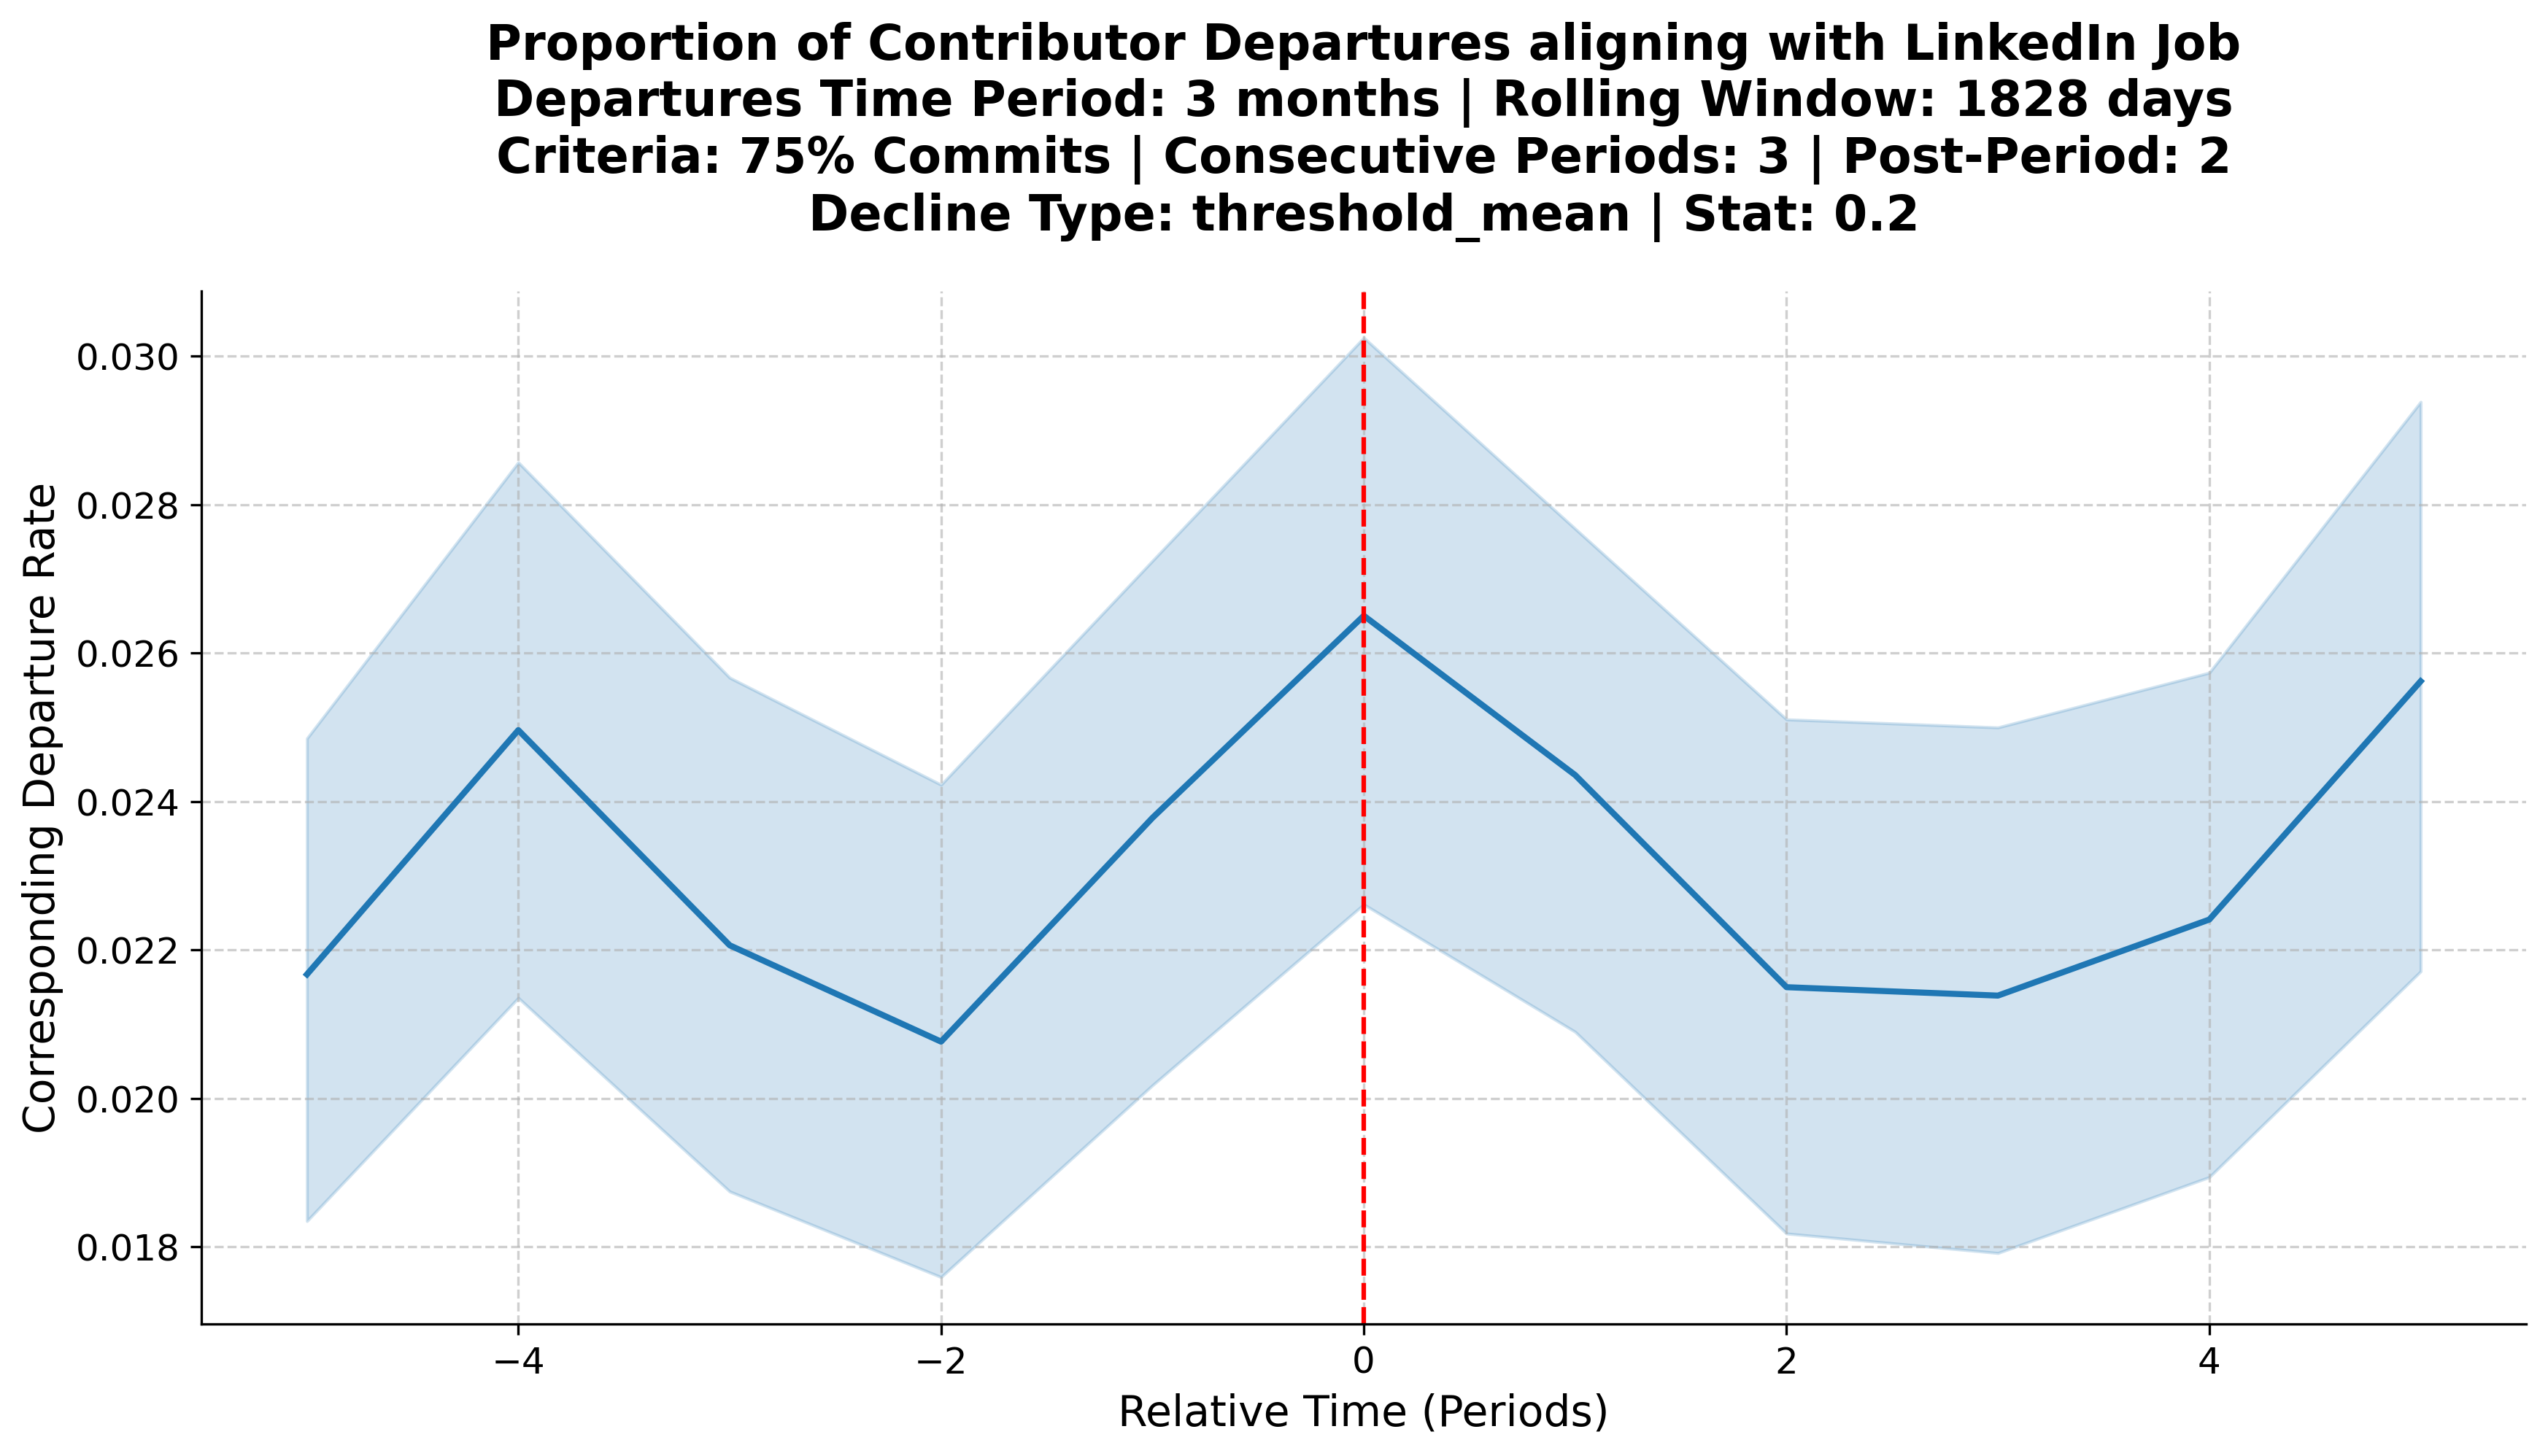 Proportion of Contributor Departures aligning with LinkedIn Job
Departures Time Period: 3 months | Rolling Window: 1828 days
Criteria: 75% Commits | Consecutive Periods: 3 | Post-Period: 2
Decline Type: threshold_mean | Stat: 0.2
Corresponding Departure Rate
0.030
0.028
0.026
0.024
0.022
0.020
0.018
−4
−2
0
2
4
Relative Time (Periods)